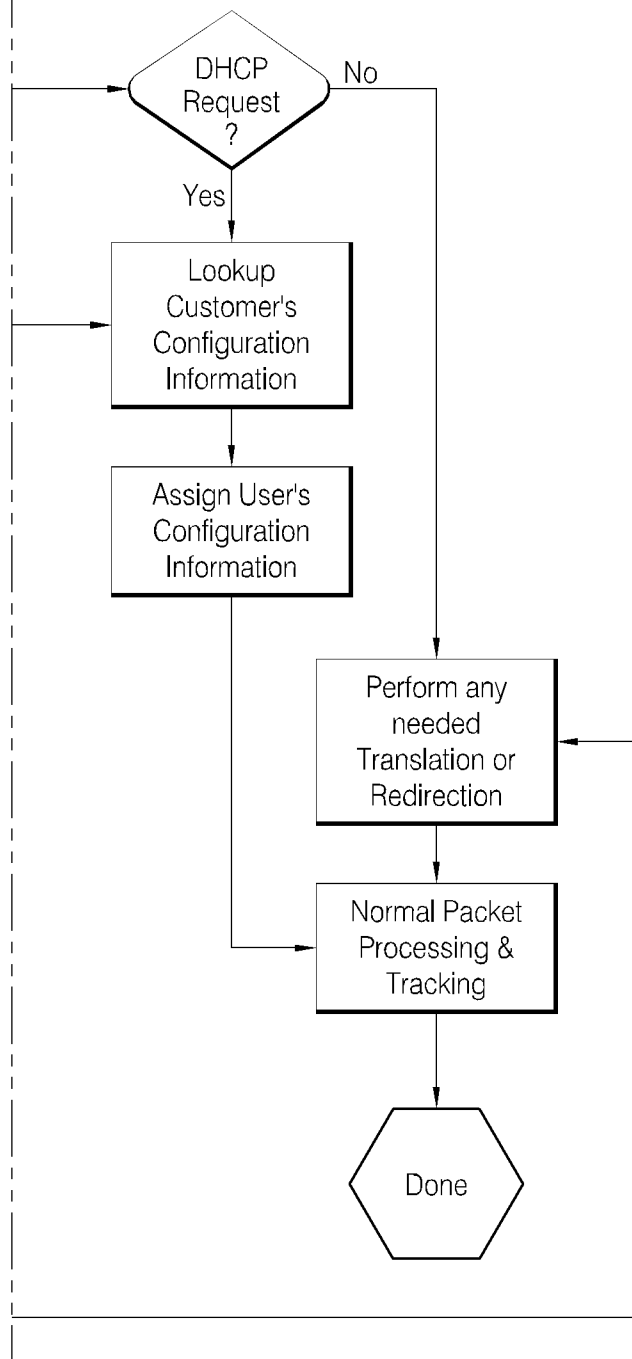 DHCP
Request
?
No
Yes
Lookup
Customer's
Configuration
Information
Assign User's
Configuration
Information
Perform any
needed
Translation or
Redirection
Normal Packet
Processing &
Tracking
Done